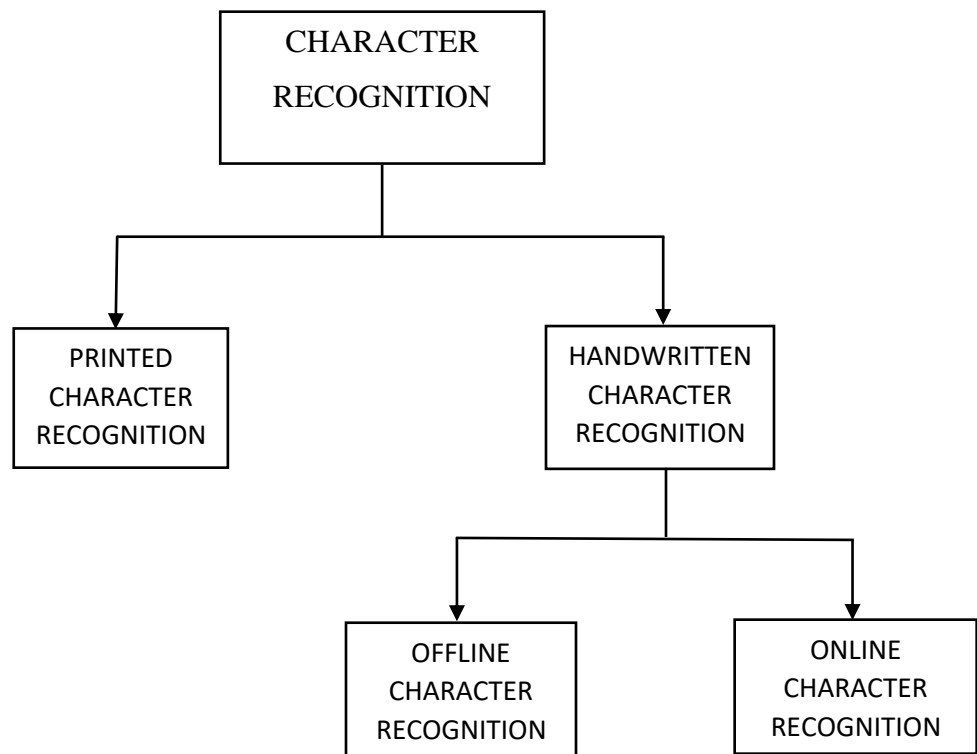 CHARACTER
RECOGNITION
PRINTED
CHARACTER
RECOGNITION
HANDWRITTEN
CHARACTER
RECOGNITION
OFFLINE
CHARACTER
RECOGNITION
ONLINE
CHARACTER
RECOGNITION